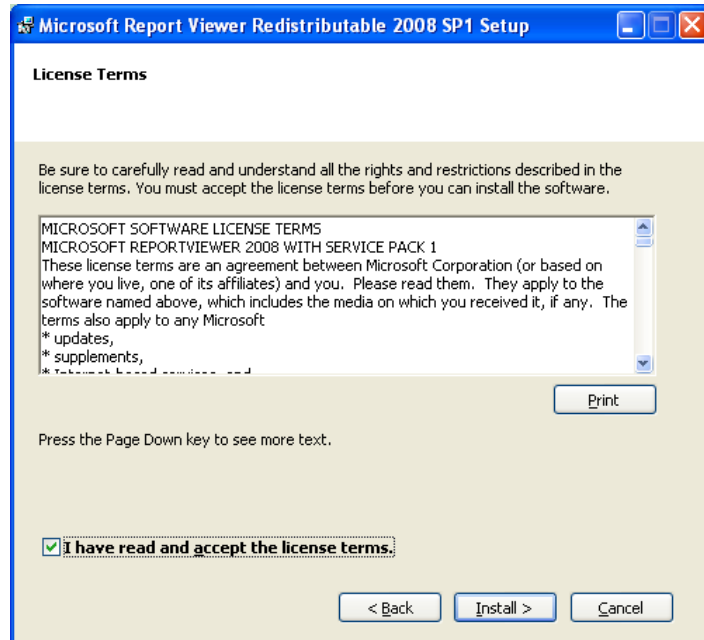 Microsoft Report Viewer Redistributable 2008 SP1 Setup
License Terms
Be sure to carefully read and understand all the rights and restrictions described in the
license terms. You must accept the license terms before you can install the software.
MICROSOFT SOFTWARE LICENSE TERMS
MICROSOFT REPORTVIEWER 2008 WITH SERVICE PACK 1
These license terms are an agreement between Microsoft Corporation (or based on
where you live, one of its affiliates) and you.  Please read them.  They apply to the
software named above, which includes the media on which you received it, if any.  The
terms also apply to any Microsoft
* updates,
* supplements,
* Internet-based services, and
Print
Press the Page Down key to see more text.
I have read and accept the license terms.
< Back
Install >
Cancel